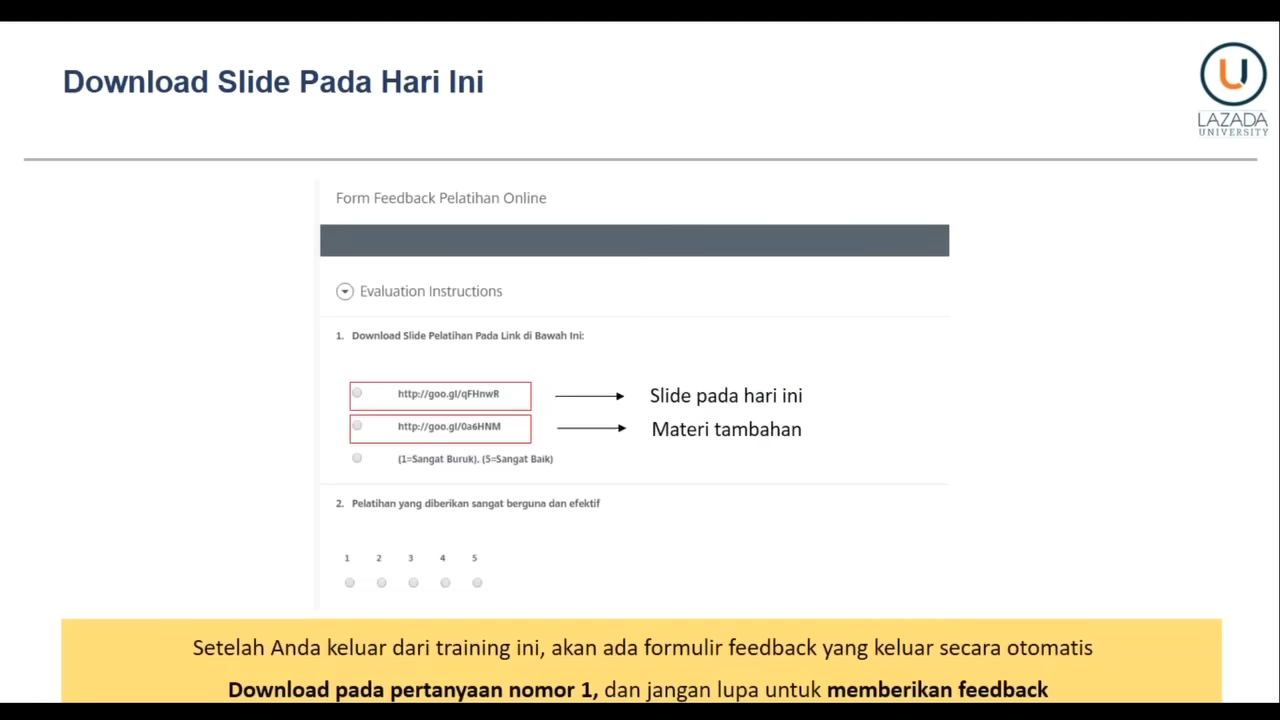 Download Slide Pada Hari Ini
LAZADA
UNIVERSITY
Form Feedback Pelatihan Online
Evaluation Instructions
1. Download Slide Pelatihan Pada Link di Bawah Ini:
http://goo.gl/qFHnwR
Slide pada hari ini
http://goo.gl/0a6HNM
Materi tambahan
(1=Sangat Buruk), (5=Sangat Baik)
2. Pelatihan yang diberikan sangat berguna dan efektif
1 2 3 4 5
Setelah Anda keluar dari training ini, akan ada formulir feedback yang keluar secara otomatis
Download pada pertanyaan nomor 1, dan jangan lupa untuk memberikan feedback